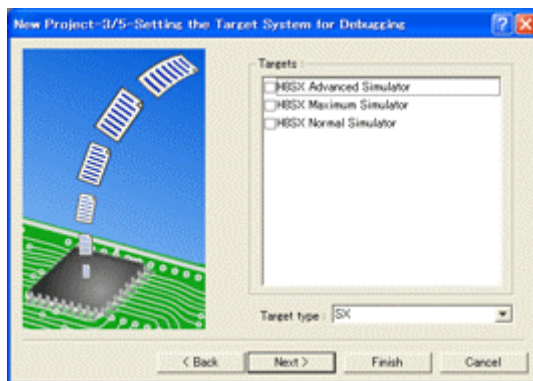 New Project-3/5-Setting the Target System for Debugging
Targets :
H8SX Advanced Simulator
H8SX Maximum Simulator
H8SX Normal Simulator
Target type : SX
< Back
Next >
Finish
Cancel